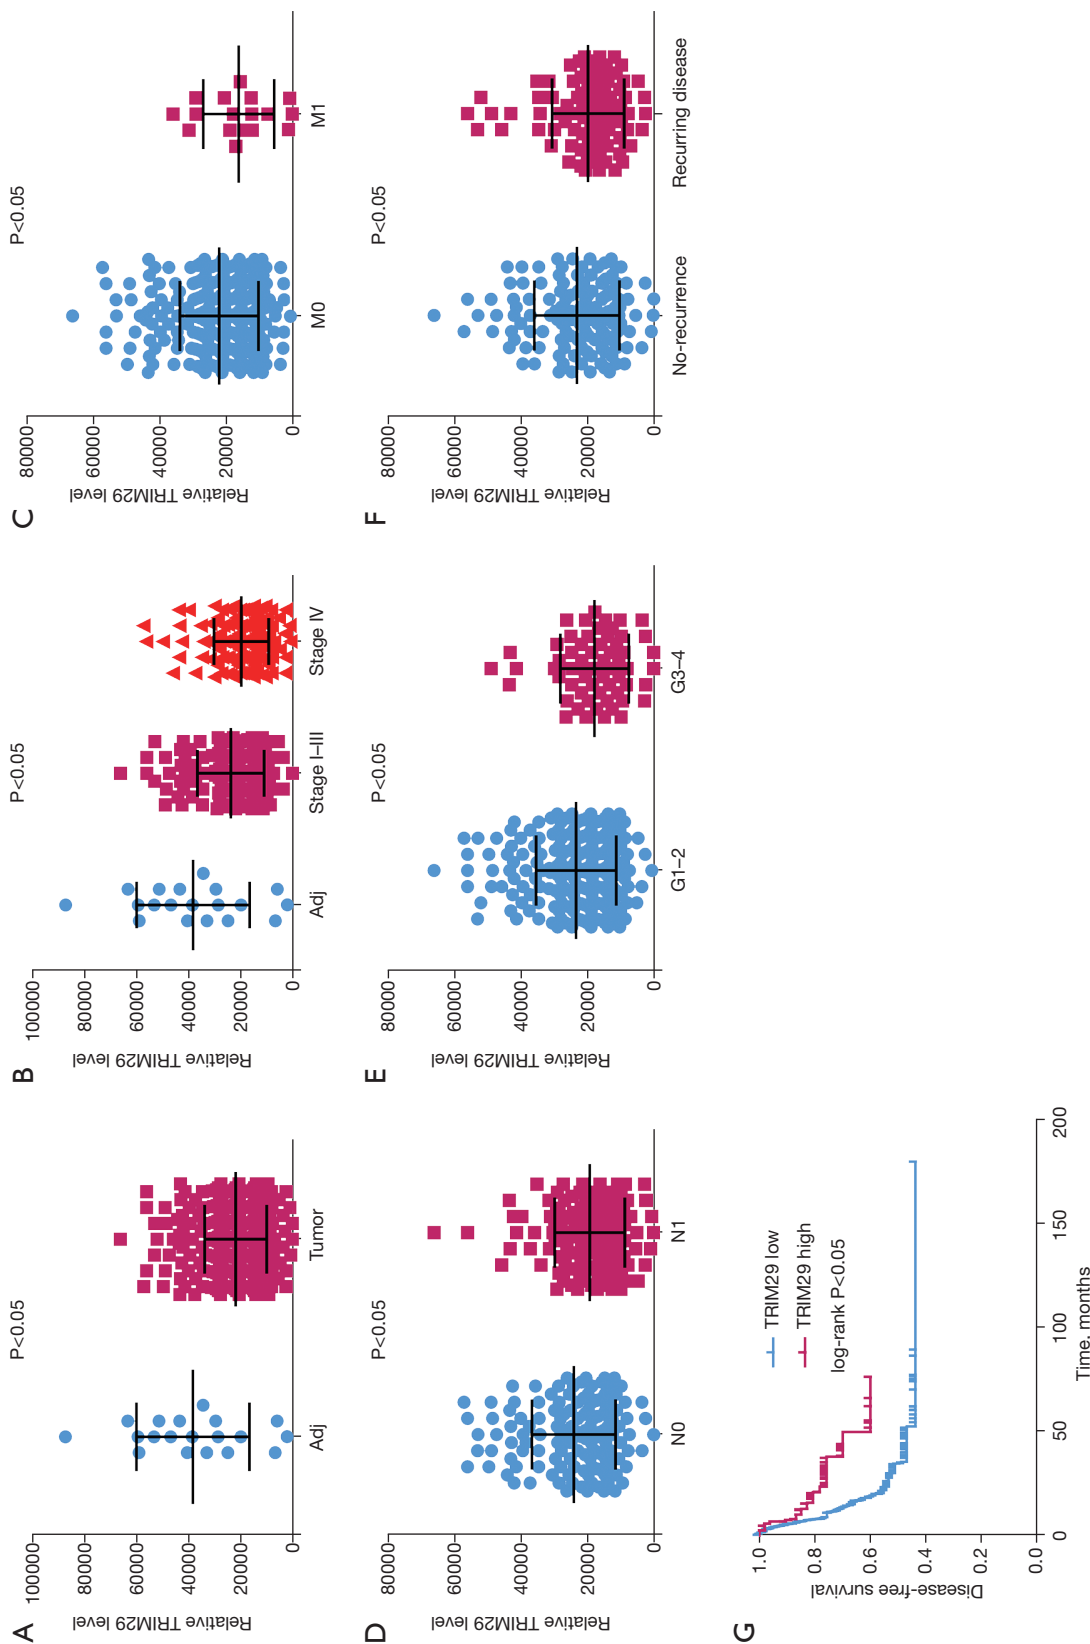 A
P<0.05
Relative TRIM29 level
100000
80000
60000
40000
20000
0
Adj
Tumor
B
P<0.05
Relative TRIM29 level
100000
80000
60000
40000
20000
0
Adj
Stage I–III
Stage IV
C
P<0.05
Relative TRIM29 level
80000
60000
40000
20000
0
M0
M1
D
P<0.05
Relative TRIM29 level
80000
60000
40000
20000
0
N0
N1
E
P<0.05
Relative TRIM29 level
80000
60000
40000
20000
0
G1–2
G3–4
F
P<0.05
Relative TRIM29 level
80000
60000
40000
20000
0
No-recurrence
Recurring disease
G
Disease-free survival
1.0
0.8
0.6
0.4
0.2
0.0
TRIM29 low
TRIM29 high
log-rank P<0.05
0
50
100
150
200
Time, months